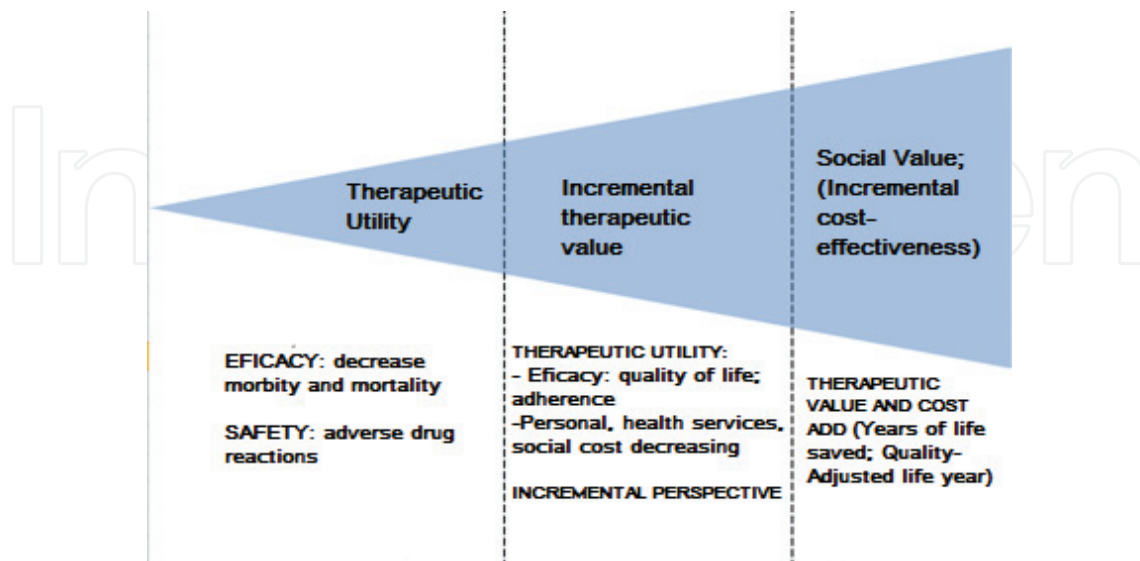 Therapeutic
Utility
Incremental
therapeutic
value
Social Value;
(Incremental
cost-
effectiveness)
EFICACY: decrease
morbity and mortality
SAFETY: adverse drug
reactions
THERAPEUTIC UTILITY:
- Eficacy: quality of life;
adherence
-Personal, health services,
social cost decreasing
INCREMENTAL PERSPECTIVE
THERAPEUTIC
VALUE AND COST
ADD (Years of life
saved; Quality-
Adjusted life year)